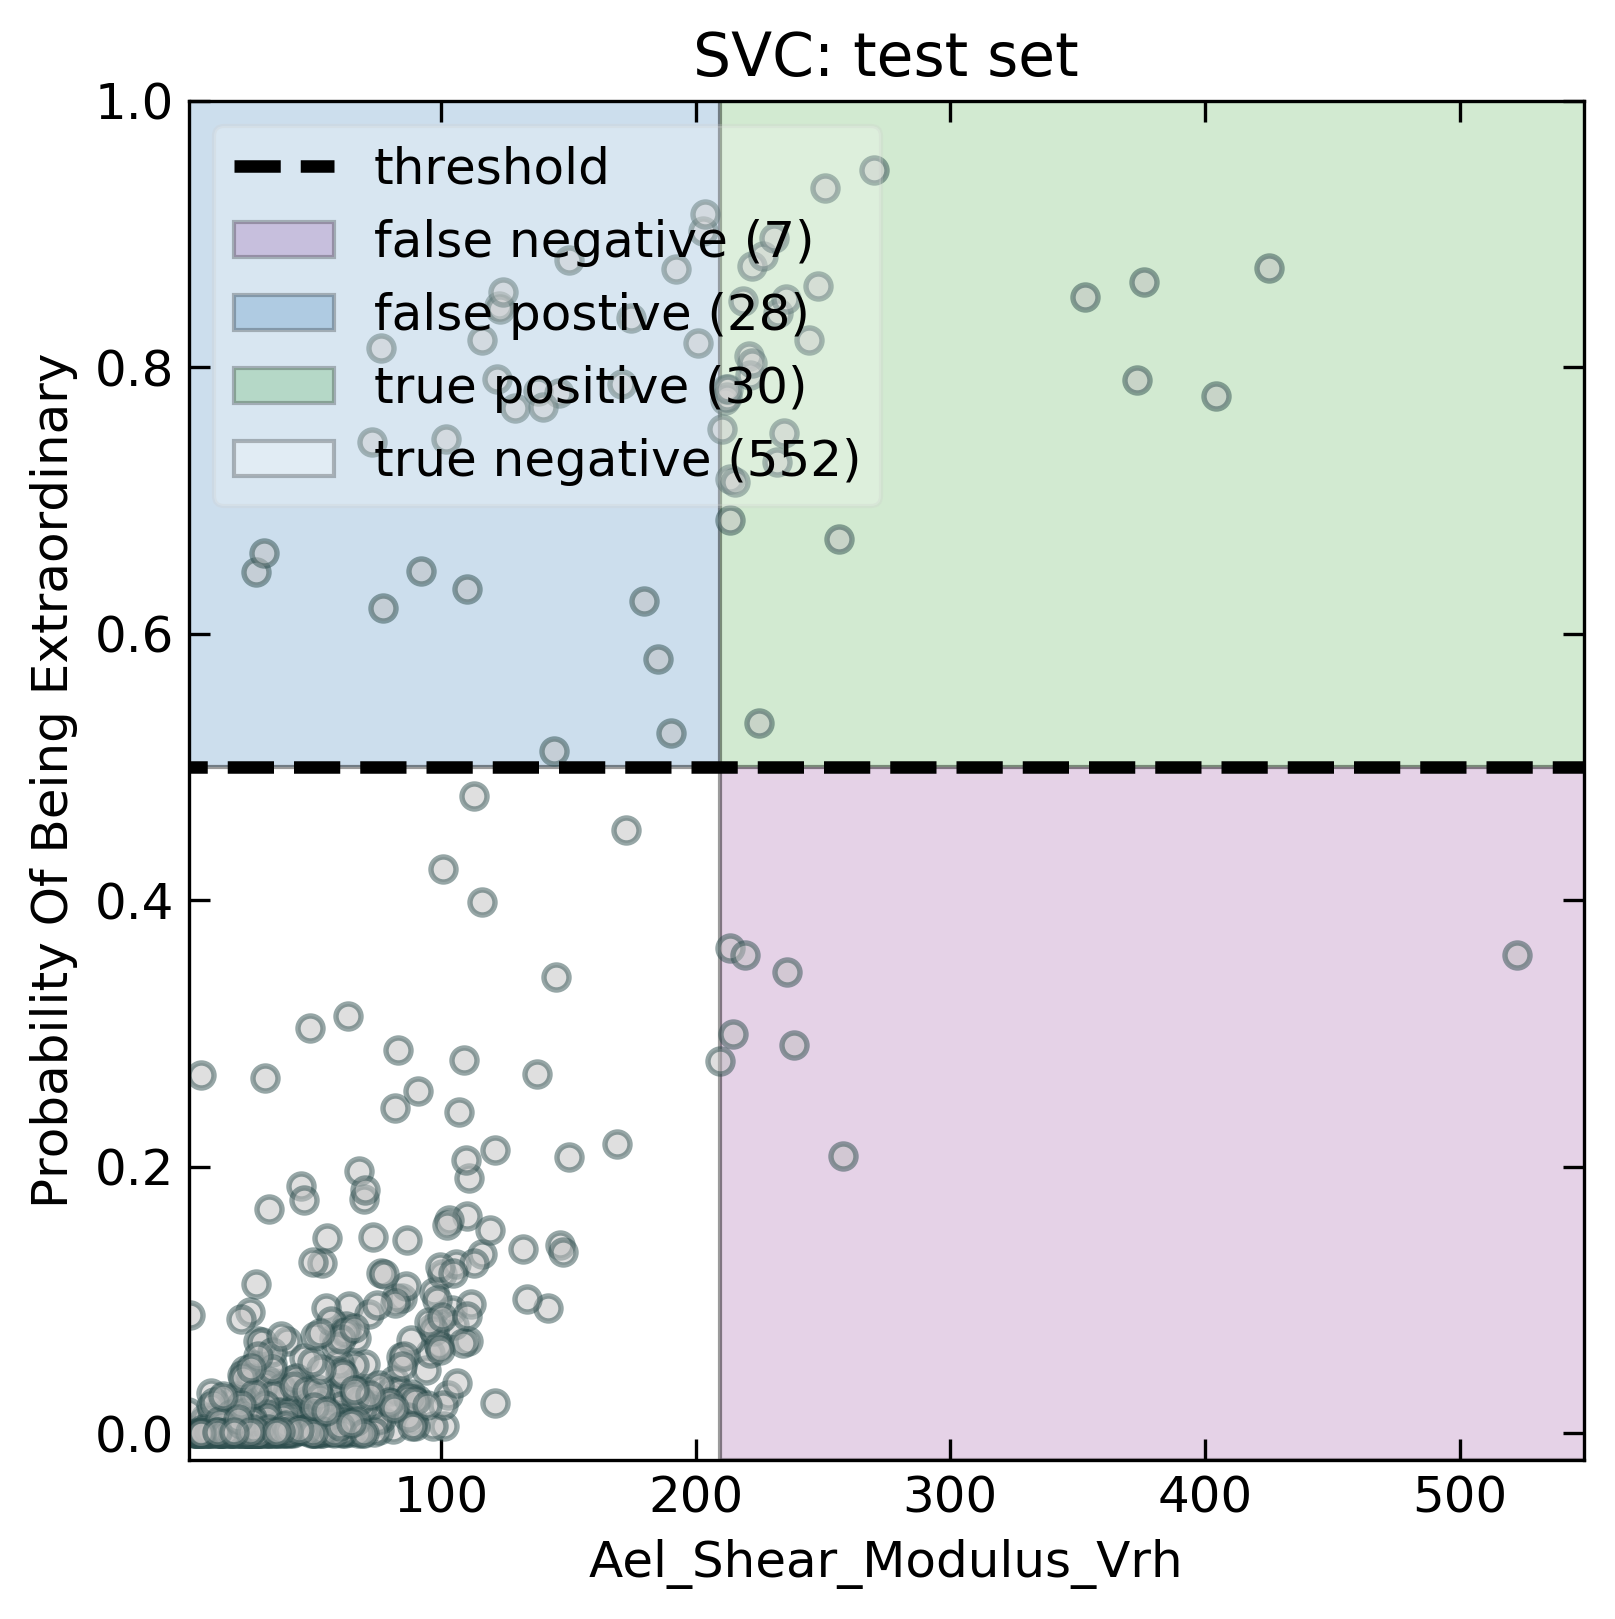 SVC: test set
1.0
0.8
0.6
0.4
0.2
0.0
Probability Of Being Extraordinary
threshold
false negative (7)
false postive (28)
true positive (30)
true negative (552)
100
200
300
400
500
Ael_Shear_Modulus_Vrh